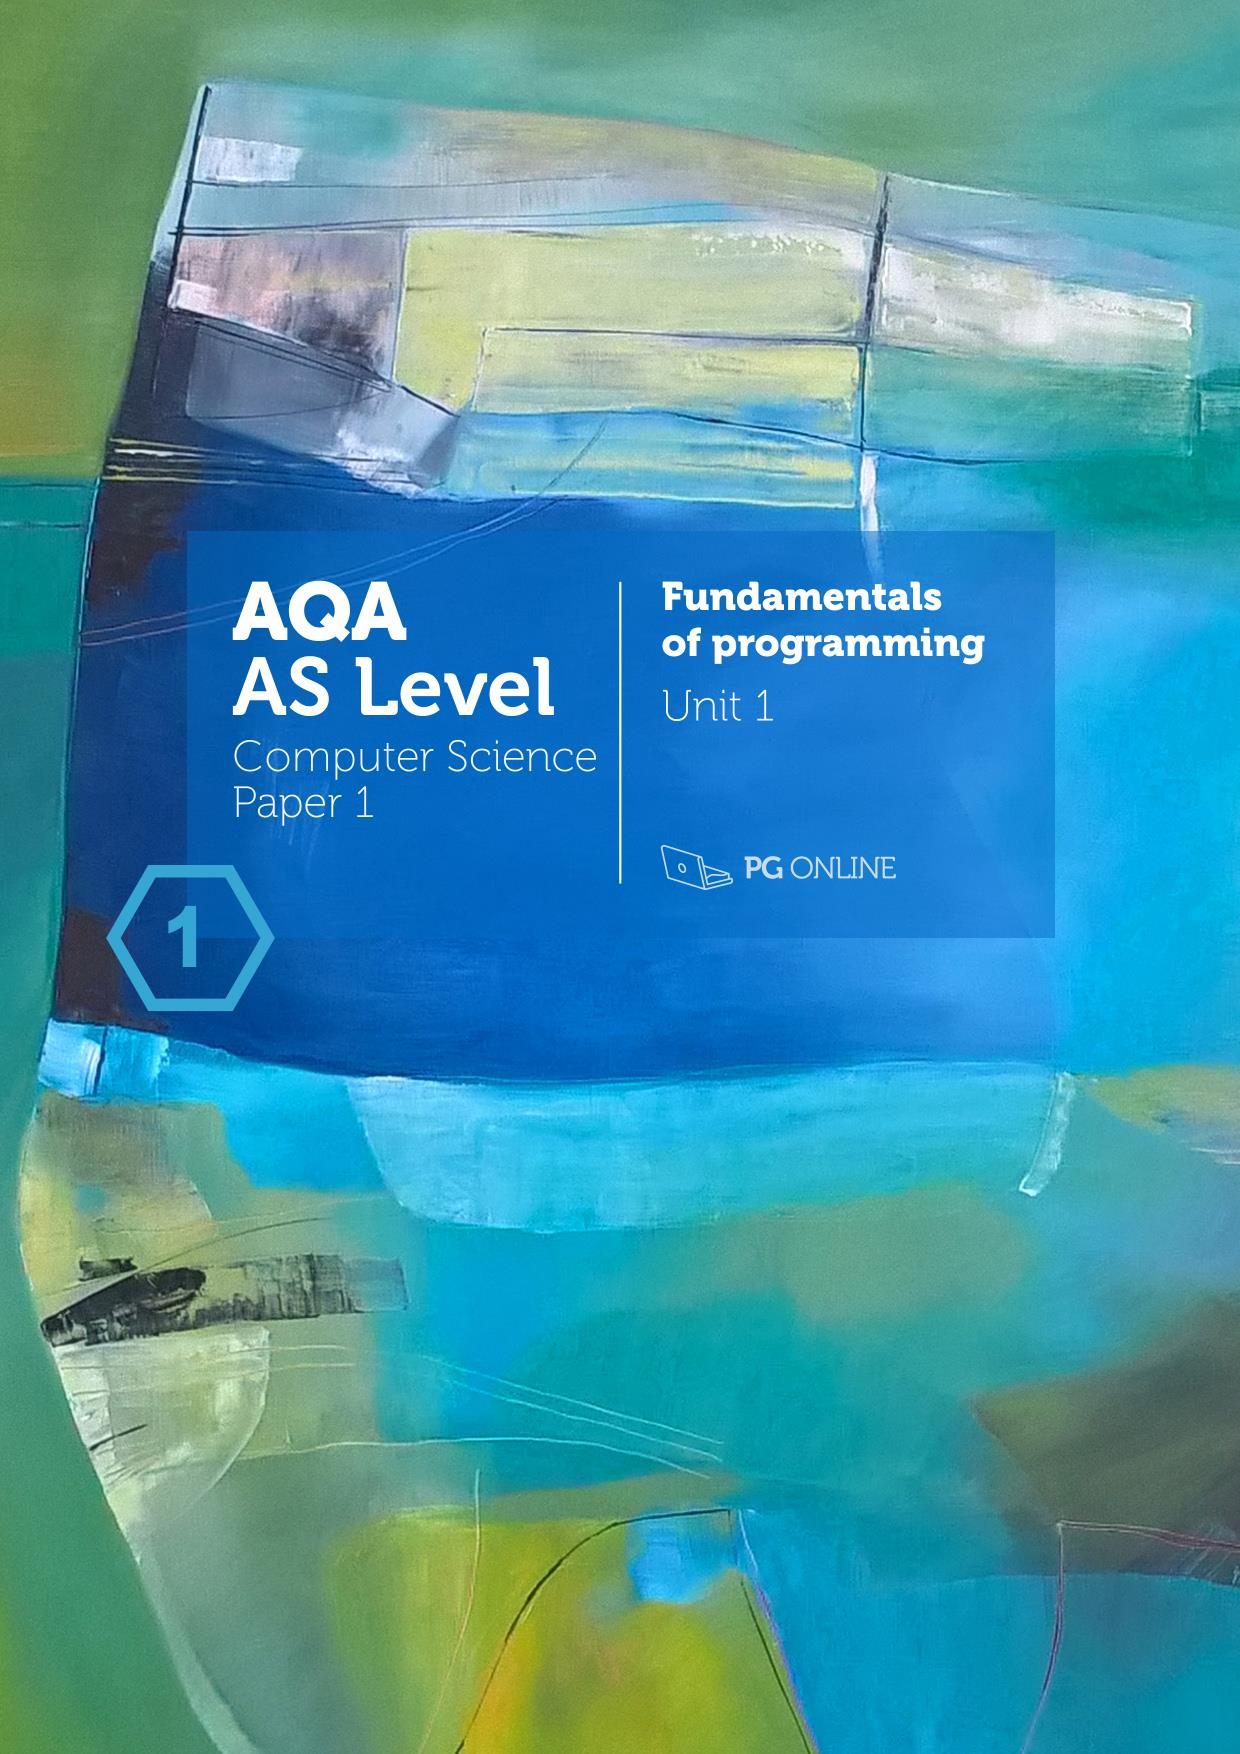 AQA
AS Level
Computer Science
Paper 1
Fundamentals
of programming
Unit 1
PG ONLINE
1